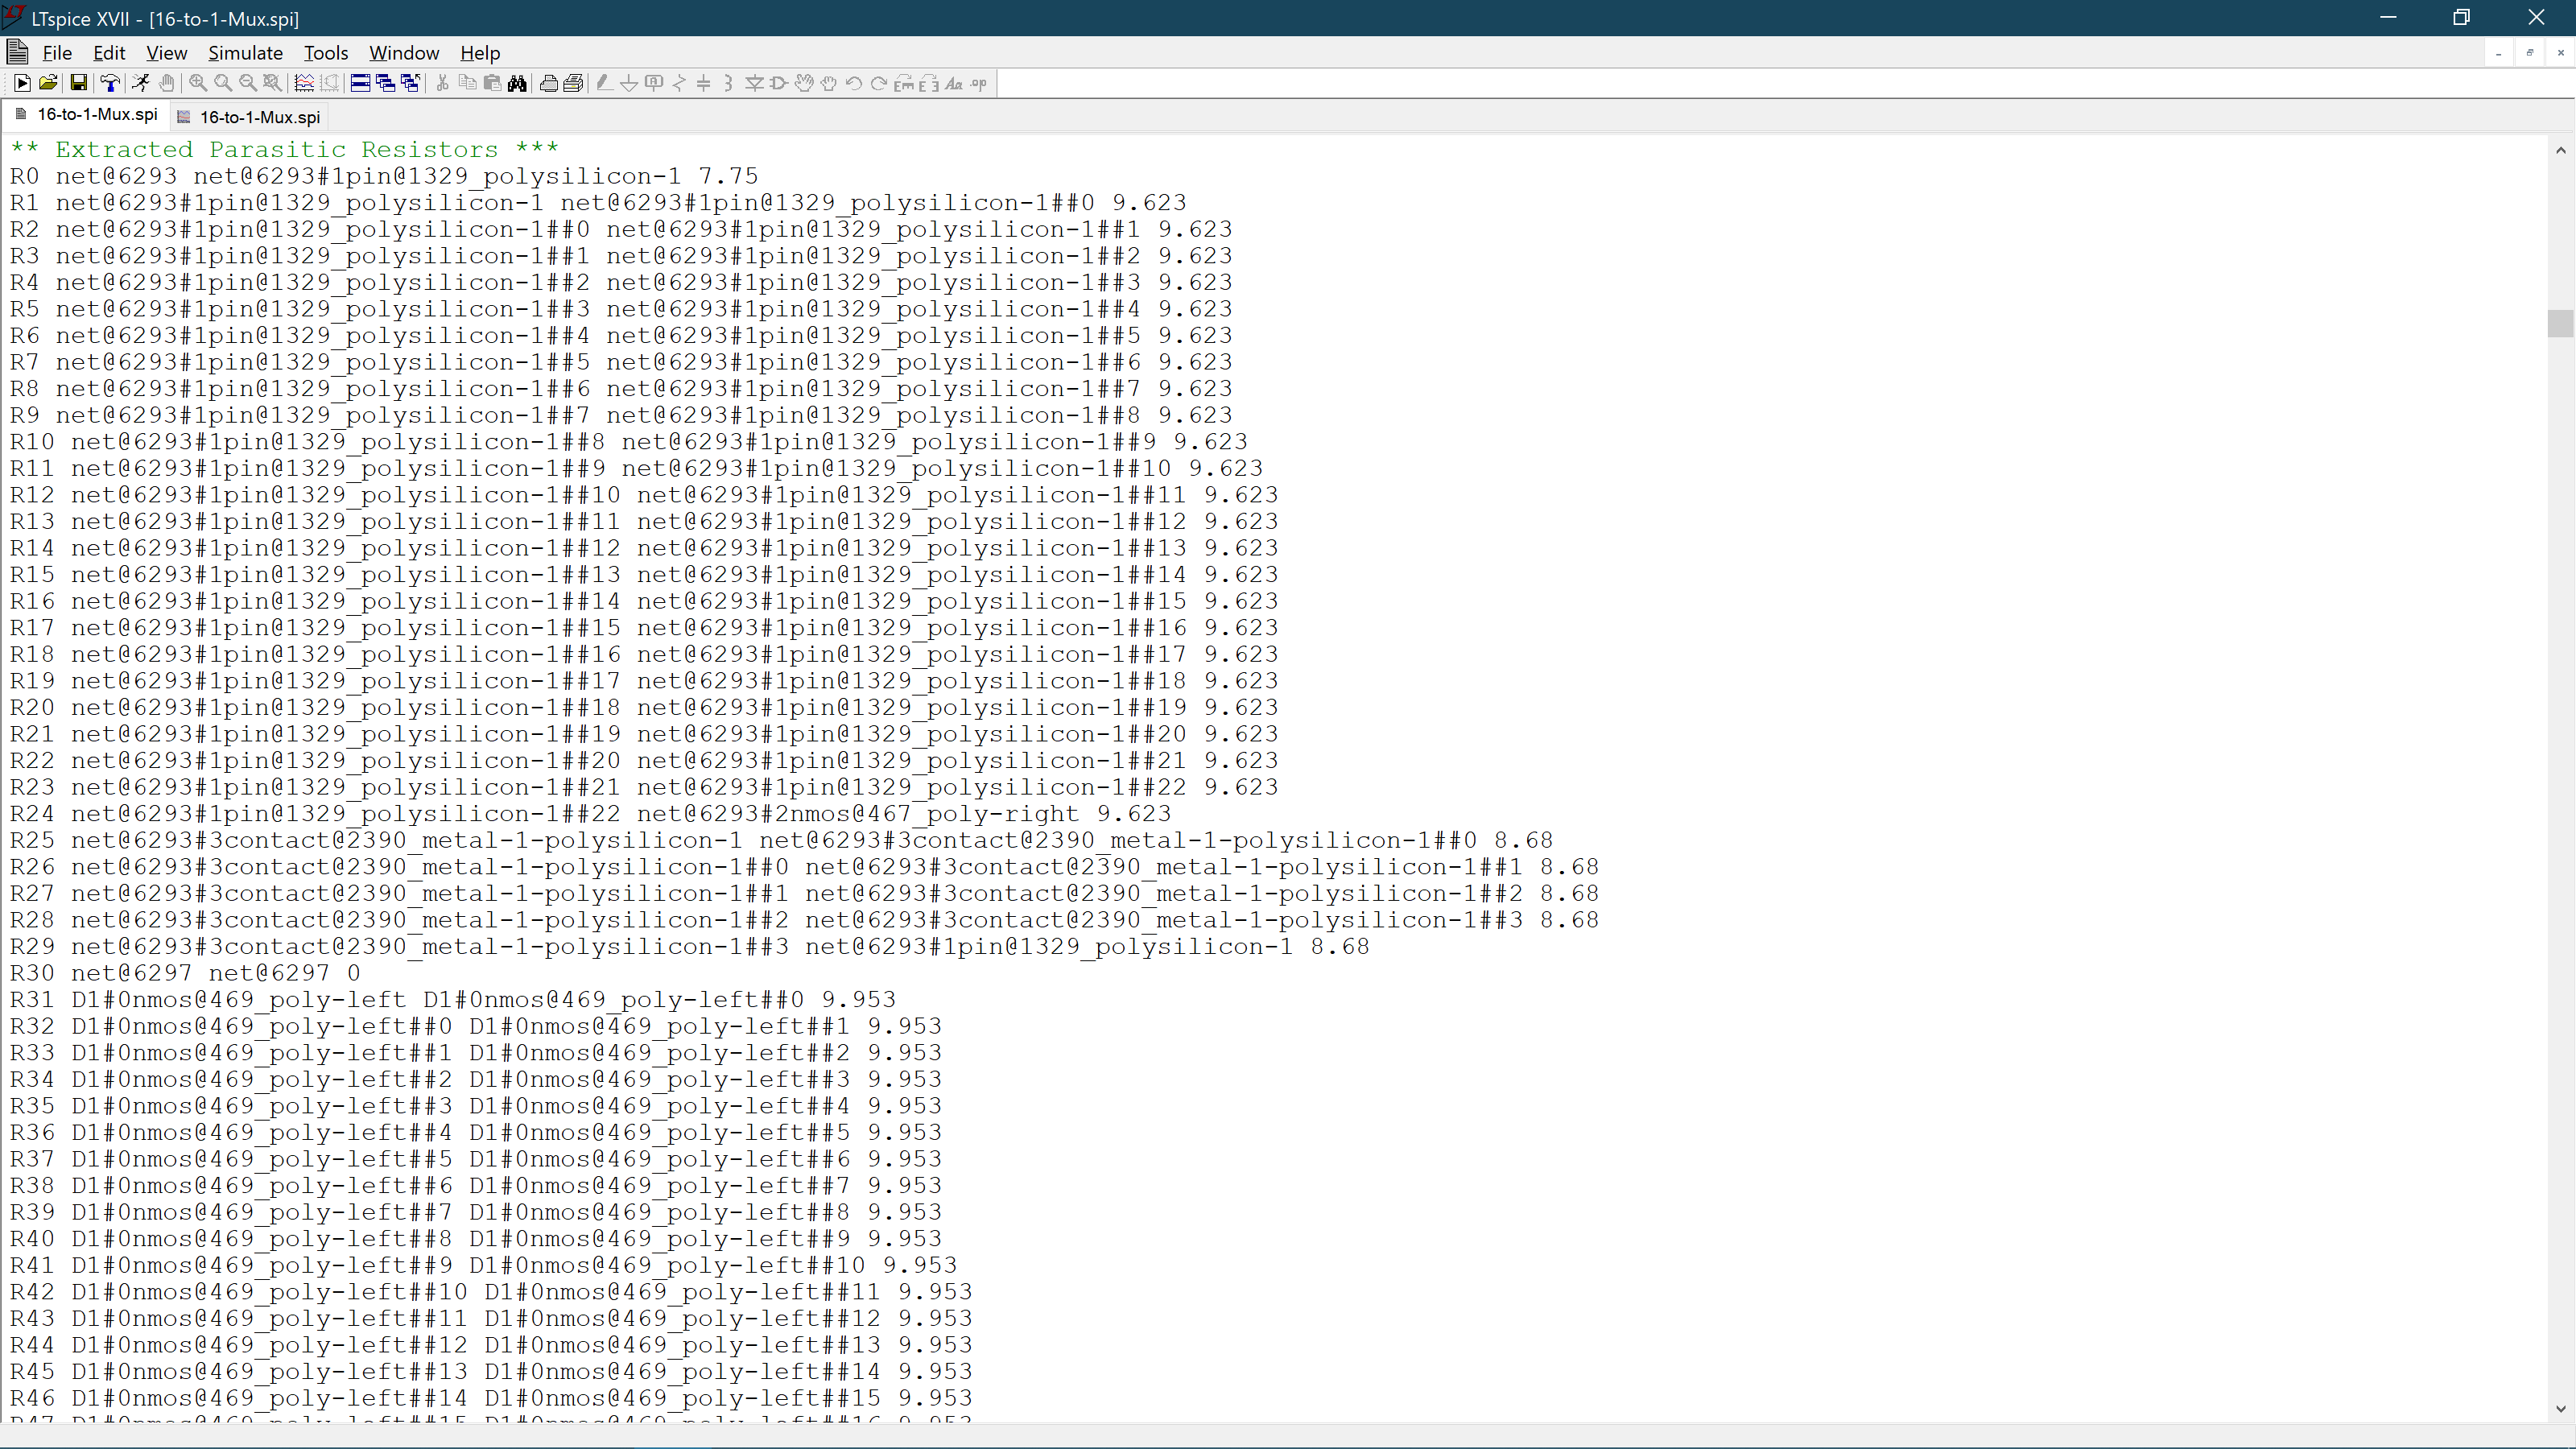 LTspice XVII - [16-to-1-Mux.spi]
File Edit View Simulate Tools Window Help
16-to-1-Mux.spi 16-to-1-Mux.spi
** Extracted Parasitic Resistors ***
R0 net@6293 net@6293#1pin@1329_polysilicon-1 7.75
R1 net@6293#1pin@1329_polysilicon-1 net@6293#1pin@1329_polysilicon-1##0 9.623
R2 net@6293#1pin@1329_polysilicon-1##0 net@6293#1pin@1329_polysilicon-1##1 9.623
R3 net@6293#1pin@1329_polysilicon-1##1 net@6293#1pin@1329_polysilicon-1##2 9.623
R4 net@6293#1pin@1329_polysilicon-1##2 net@6293#1pin@1329_polysilicon-1##3 9.623
R5 net@6293#1pin@1329_polysilicon-1##3 net@6293#1pin@1329_polysilicon-1##4 9.623
R6 net@6293#1pin@1329_polysilicon-1##4 net@6293#1pin@1329_polysilicon-1##5 9.623
R7 net@6293#1pin@1329_polysilicon-1##5 net@6293#1pin@1329_polysilicon-1##6 9.623
R8 net@6293#1pin@1329_polysilicon-1##6 net@6293#1pin@1329_polysilicon-1##7 9.623
R9 net@6293#1pin@1329_polysilicon-1##7 net@6293#1pin@1329_polysilicon-1##8 9.623
R10 net@6293#1pin@1329_polysilicon-1##8 net@6293#1pin@1329_polysilicon-1##9 9.623
R11 net@6293#1pin@1329_polysilicon-1##9 net@6293#1pin@1329_polysilicon-1##10 9.623
R12 net@6293#1pin@1329_polysilicon-1##10 net@6293#1pin@1329_polysilicon-1##11 9.623
R13 net@6293#1pin@1329_polysilicon-1##11 net@6293#1pin@1329_polysilicon-1##12 9.623
R14 net@6293#1pin@1329_polysilicon-1##12 net@6293#1pin@1329_polysilicon-1##13 9.623
R15 net@6293#1pin@1329_polysilicon-1##13 net@6293#1pin@1329_polysilicon-1##14 9.623
R16 net@6293#1pin@1329_polysilicon-1##14 net@6293#1pin@1329_polysilicon-1##15 9.623
R17 net@6293#1pin@1329_polysilicon-1##15 net@6293#1pin@1329_polysilicon-1##16 9.623
R18 net@6293#1pin@1329_polysilicon-1##16 net@6293#1pin@1329_polysilicon-1##17 9.623
R19 net@6293#1pin@1329_polysilicon-1##17 net@6293#1pin@1329_polysilicon-1##18 9.623
R20 net@6293#1pin@1329_polysilicon-1##18 net@6293#1pin@1329_polysilicon-1##19 9.623
R21 net@6293#1pin@1329_polysilicon-1##19 net@6293#1pin@1329_polysilicon-1##20 9.623
R22 net@6293#1pin@1329_polysilicon-1##20 net@6293#1pin@1329_polysilicon-1##21 9.623
R23 net@6293#1pin@1329_polysilicon-1##21 net@6293#1pin@1329_polysilicon-1##22 9.623
R24 net@6293#1pin@1329_polysilicon-1##22 net@6293#2nmos@467_poly-right 9.623
R25 net@6293#3contact@2390_metal-1-polysilicon-1 net@6293#3contact@2390_metal-1-polysilicon-1##0 8.68
R26 net@6293#3contact@2390_metal-1-polysilicon-1##0 net@6293#3contact@2390_metal-1-polysilicon-1##1 8.68
R27 net@6293#3contact@2390_metal-1-polysilicon-1##1 net@6293#3contact@2390_metal-1-polysilicon-1##2 8.68
R28 net@6293#3contact@2390_metal-1-polysilicon-1##2 net@6293#3contact@2390_metal-1-polysilicon-1##3 8.68
R29 net@6293#3contact@2390_metal-1-polysilicon-1##3 net@6293#1pin@1329_polysilicon-1 8.68
R30 net@6297 net@6297 0
R31 D1#0nmos@469_poly-left D1#0nmos@469_poly-left##0 9.953
R32 D1#0nmos@469_poly-left##0 D1#0nmos@469_poly-left##1 9.953
R33 D1#0nmos@469_poly-left##1 D1#0nmos@469_poly-left##2 9.953
R34 D1#0nmos@469_poly-left##2 D1#0nmos@469_poly-left##3 9.953
R35 D1#0nmos@469_poly-left##3 D1#0nmos@469_poly-left##4 9.953
R36 D1#0nmos@469_poly-left##4 D1#0nmos@469_poly-left##5 9.953
R37 D1#0nmos@469_poly-left##5 D1#0nmos@469_poly-left##6 9.953
R38 D1#0nmos@469_poly-left##6 D1#0nmos@469_poly-left##7 9.953
R39 D1#0nmos@469_poly-left##7 D1#0nmos@469_poly-left##8 9.953
R40 D1#0nmos@469_poly-left##8 D1#0nmos@469_poly-left##9 9.953
R41 D1#0nmos@469_poly-left##9 D1#0nmos@469_poly-left##10 9.953
R42 D1#0nmos@469_poly-left##10 D1#0nmos@469_poly-left##11 9.953
R43 D1#0nmos@469_poly-left##11 D1#0nmos@469_poly-left##12 9.953
R44 D1#0nmos@469_poly-left##12 D1#0nmos@469_poly-left##13 9.953
R45 D1#0nmos@469_poly-left##13 D1#0nmos@469_poly-left##14 9.953
R46 D1#0nmos@469_poly-left##14 D1#0nmos@469_poly-left##15 9.953